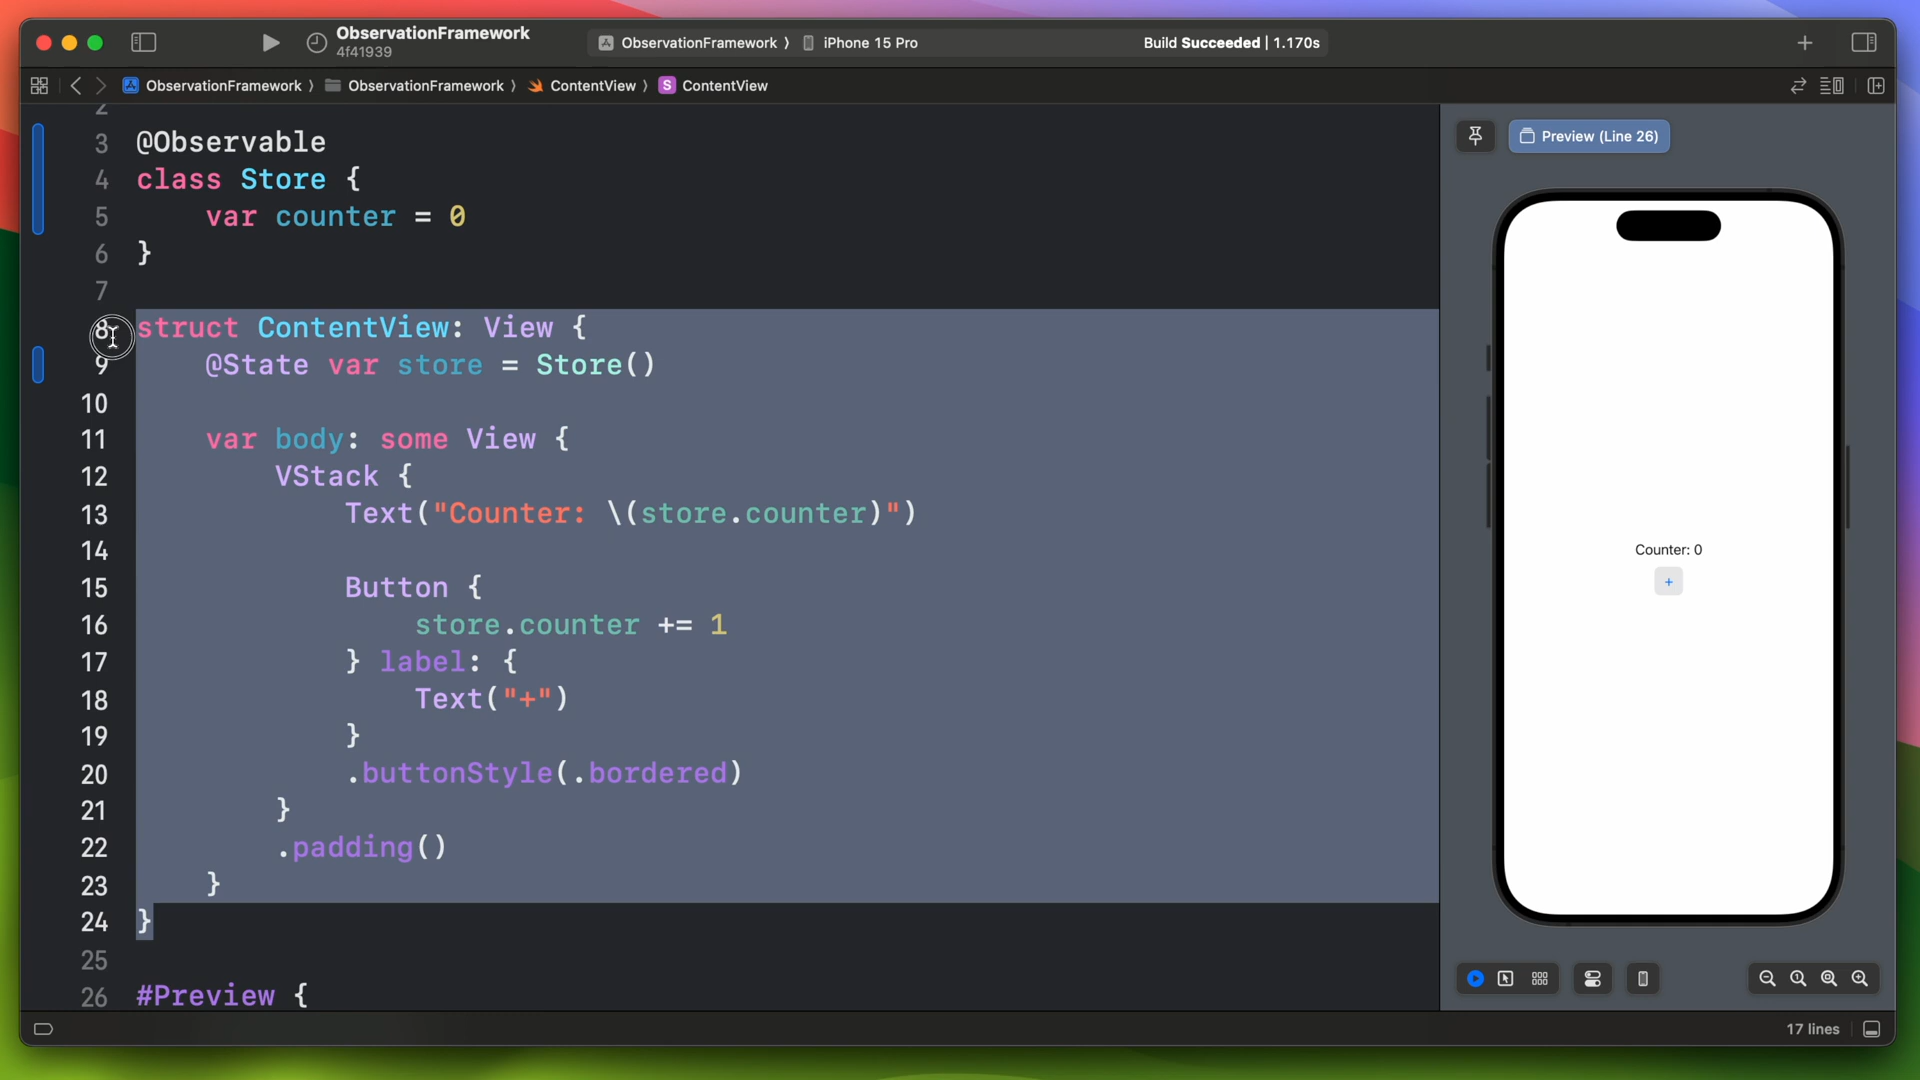 ObservationFramework
4f41939
ObservationFramework ⟩ iPhone 15 Pro
Build Succeeded | 1.170s
ObservationFramework ⟩ ObservationFramework ⟩ ContentView ⟩ S ContentView
2
3 @Observable
4 class Store {
5     var counter = 0
6 }
7
8 struct ContentView: View {
9     @State var store = Store()
10
11     var body: some View {
12         VStack {
13             Text("Counter: \(store.counter)")
14
15             Button {
16                 store.counter += 1
17             } label: {
18                 Text("+")
19             }
20             .buttonStyle(.bordered)
21         }
22         .padding()
23     }
24 }
25
26 #Preview {
Preview (Line 26)
Counter: 0
+
17 lines